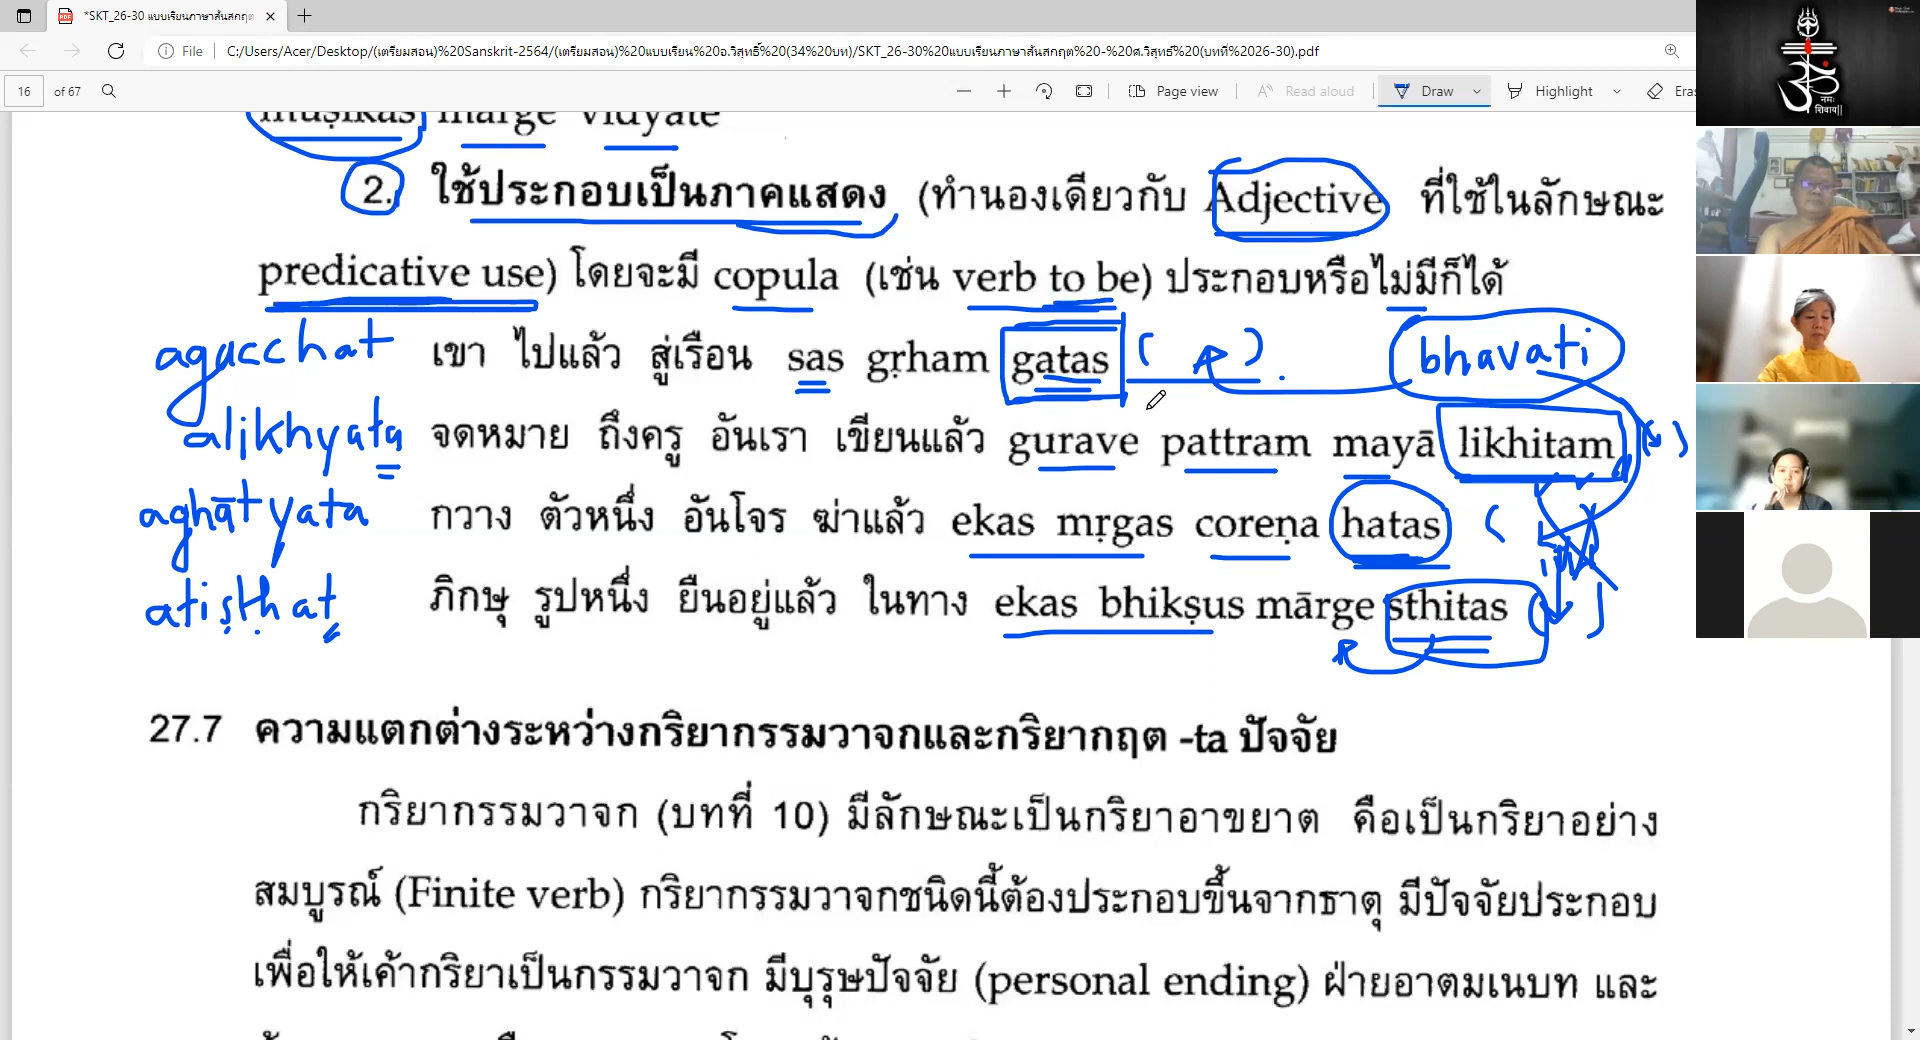 *SKT_26-30 แบบเรียนภาษาสันสกฤต
File C:/Users/Acer/Desktop/(เตรียมสอน)%20Sanskrit-2564/(เตรียมสอน)%20แบบเรียน%20อ.วิสุทธิ์%20(34%20บท)/SKT_26-30%20แบบเรียนภาษาสันสกฤต%20-%20ศ.วิสุทธ์%20(บทที่%2026-30).pdf
16 of 67 Page view Read aloud Draw Highlight Eras
mūṣikas mārge vidyate
2. ใช้ประกอบเป็นภาคแสดง (ทำนองเดียวกับ Adjective ที่ใช้ในลักษณะ
predicative use) โดยจะมี copula (เช่น verb to be) ประกอบหรือไม่มีก็ได้
agacchat เขา ไปแล้ว สู่เรือน sas gṛham gatas ( ) . bhavati
alikhyata จดหมาย ถึงครู อันเรา เขียนแล้ว gurave pattram mayā likhitam ( )
aghātyata กวาง ตัวหนึ่ง อันโจร ฆ่าแล้ว ekas mṛgas coreṇa hatas (
atiṣṭhat ภิกษุ รูปหนึ่ง ยืนอยู่แล้ว ในทาง ekas bhikṣus mārge sthitas ( )
27.7 ความแตกต่างระหว่างกริยากรรมวาจกและกริยากฤต -ta ปัจจัย
กริยากรรมวาจก (บทที่ 10) มีลักษณะเป็นกริยาอาขยาต คือเป็นกริยาอย่าง
สมบูรณ์ (Finite verb) กริยากรรมวาจกชนิดนี้ต้องประกอบขึ้นจากธาตุ มีปัจจัยประกอบ
เพื่อให้เค้ากริยาเป็นกรรมวาจก มีบุรุษปัจจัย (personal ending) ฝ่ายอาตมเนบท และ
नमः
शिवाय||